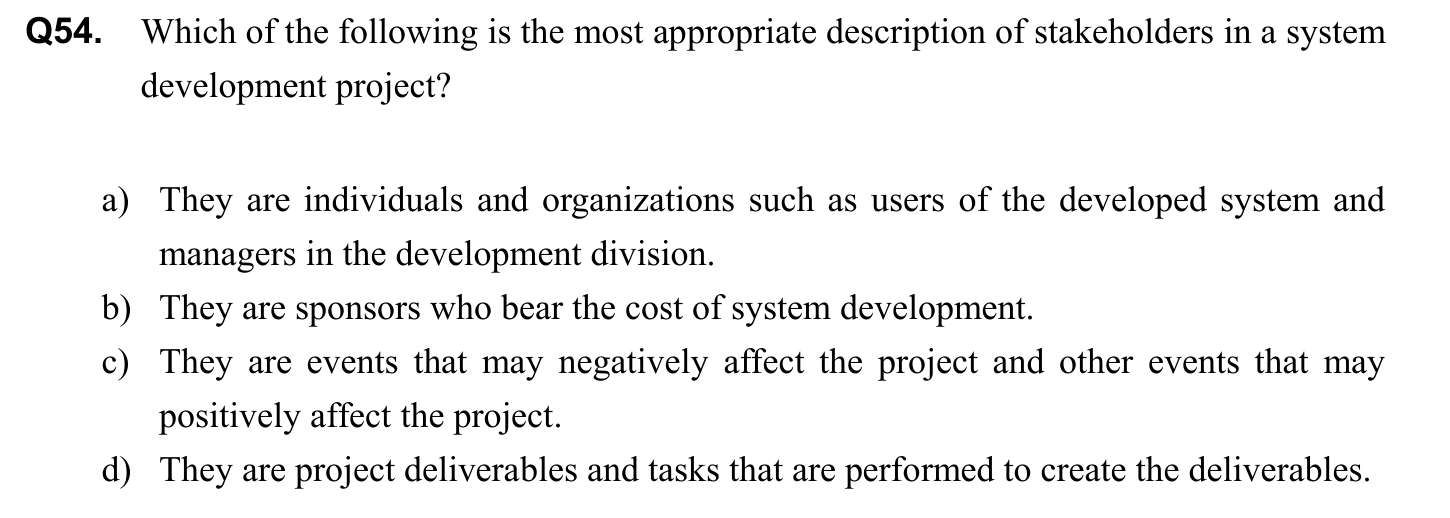 Q54. Which of the following is the most appropriate description of stakeholders in a system
development project?
a) They are individuals and organizations such as users of the developed system and
managers in the development division.
b) They are sponsors who bear the cost of system development.
c) They are events that may negatively affect the project and other events that may
positively affect the project.
d) They are project deliverables and tasks that are performed to create the deliverables.